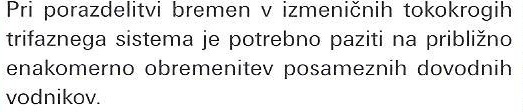 Pri porazdelitvi bremen v izmeničnih tokokrogih
trifaznega sistema je potrebno paziti na približno
enakomerno obremenitev posameznih dovodnih
vodnikov.